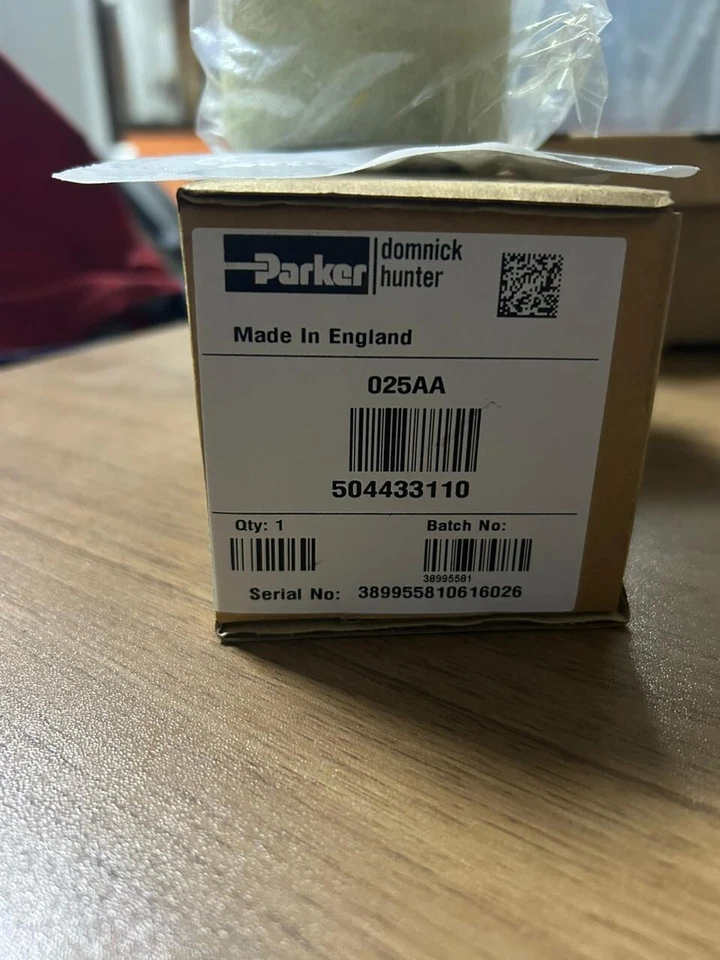 Parker
domnick
hunter
Made In England
025AA
504433110
Qty: 1
Batch No:
38995581
Serial No: 389955810616026